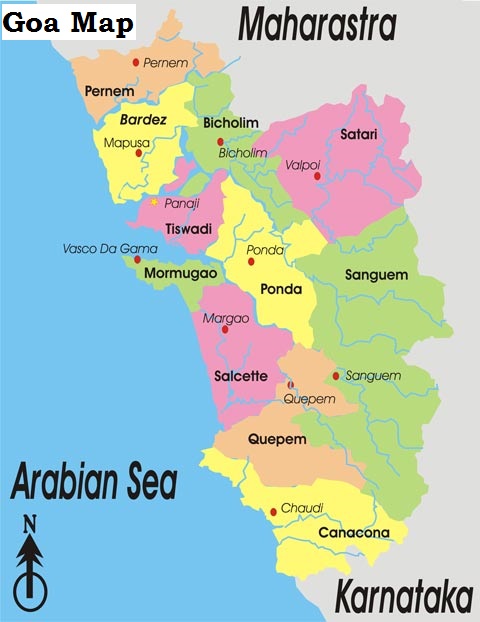 Goa Map
Maharastra
Pernem
Pernem
Bardez
Bicholim
Mapusa
Bicholim
Satari
Valpoi
Panaji
Tiswadi
Vasco Da Gama
Ponda
Mormugao
Ponda
Sanguem
Margao
Salcette
Sanguem
Quepem
Quepem
Arabian Sea
Chaudi
N
Canacona
Karnataka